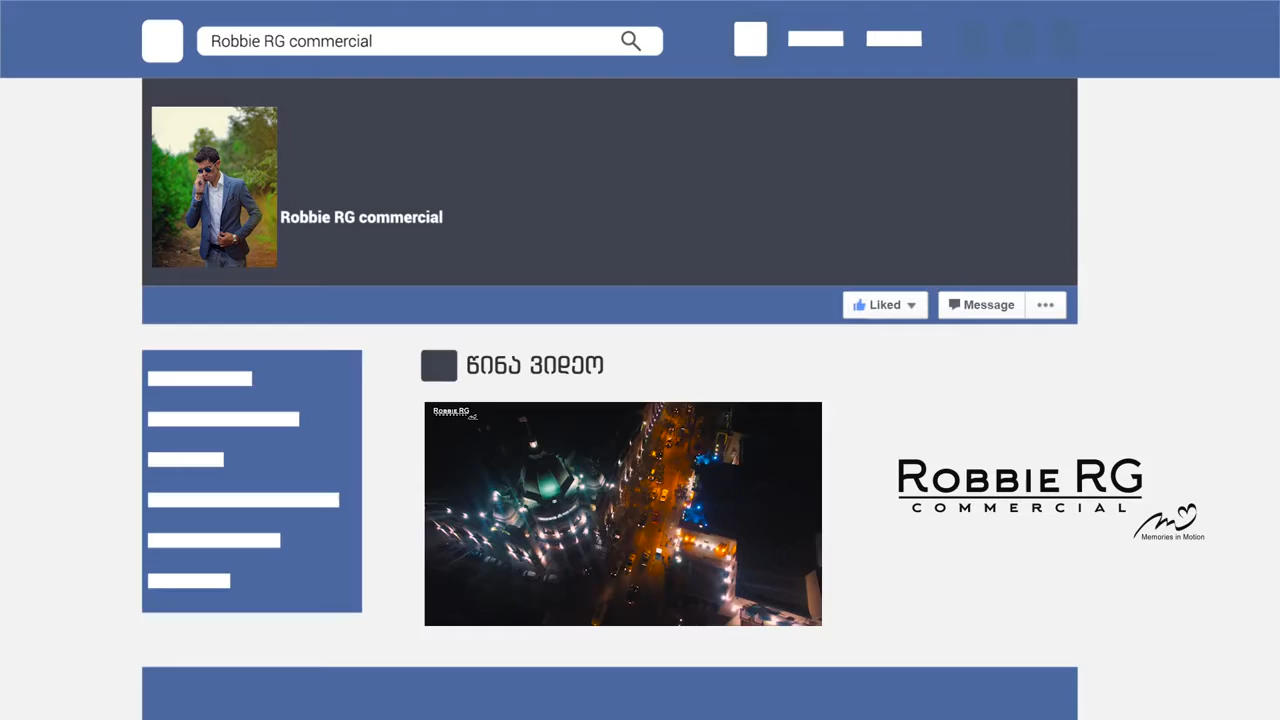 Robbie RG commercial
Robbie RG commercial
Liked
Message
წინა ვიდეო
ROBBIE RG
ROBBIE RG
COMMERCIAL
Memories in Motion